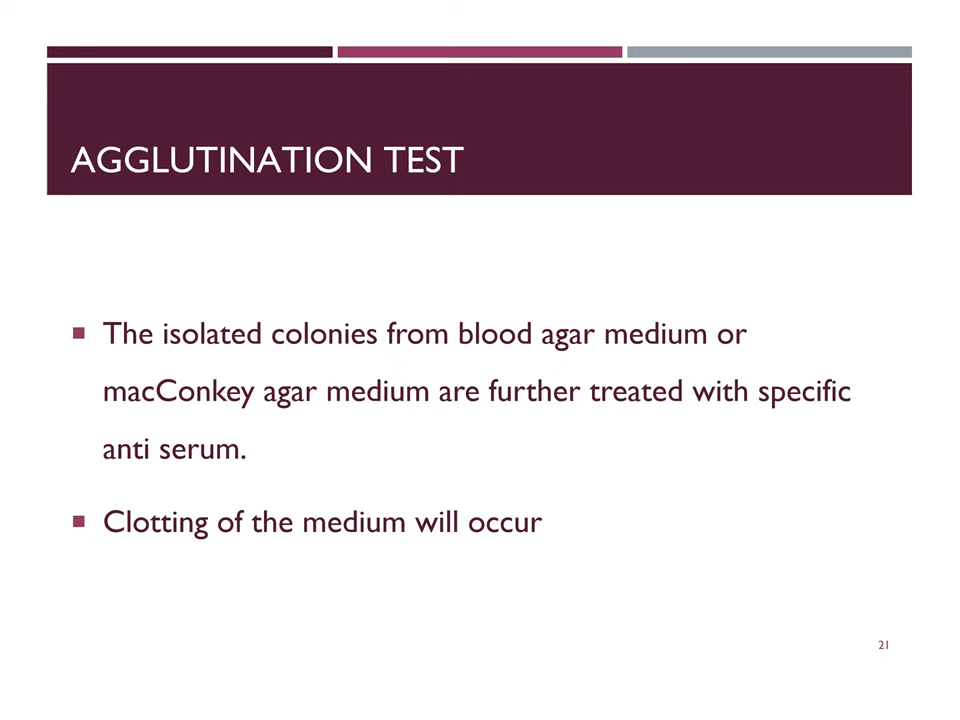 AGGLUTINATION TEST
The isolated colonies from blood agar medium or
macConkey agar medium are further treated with specific
anti serum.
Clotting of the medium will occur
21